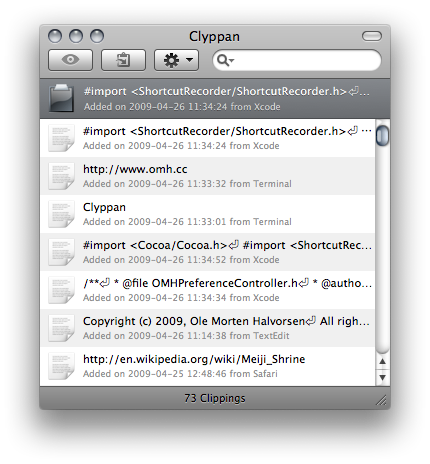 Clyppan
#import <ShortcutRecorder/ShortcutRecorder.h>⏎…
Added on 2009-04-26 11:34:24 from Xcode
#import <ShortcutRecorder/ShortcutRecorder.h>⏎ …
Added on 2009-04-26 11:34:24 from Xcode
http://www.omh.cc
Added on 2009-04-26 11:33:32 from Terminal
Clyppan
Added on 2009-04-26 11:33:01 from Terminal
#import <Cocoa/Cocoa.h>⏎ #import <ShortcutRec…
Added on 2009-04-26 11:34:52 from Xcode
/**⏎ * @file OMHPreferenceController.h⏎ * @autho…
Added on 2009-04-26 11:34:34 from Xcode
Copyright (c) 2009, Ole Morten Halvorsen⏎ All righ…
Added on 2009-04-26 11:14:38 from TextEdit
http://en.wikipedia.org/wiki/Meiji_Shrine
Added on 2009-04-25 12:48:46 from Safari
73 Clippings